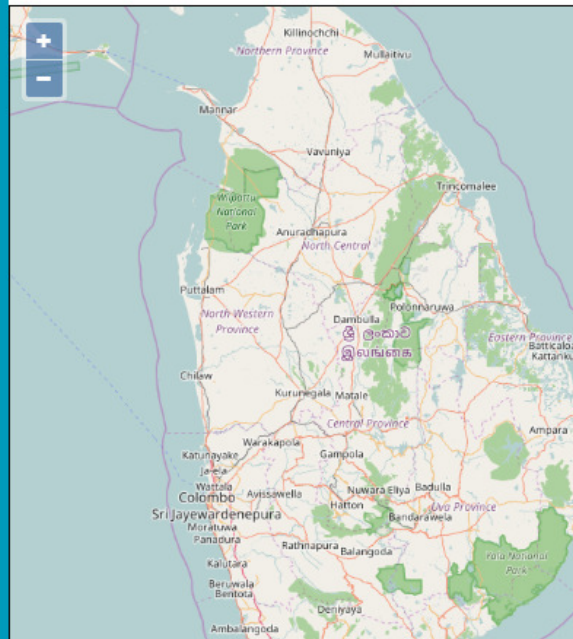 +
−
Killinochchi
Northern Province
Mullaitivu
Mannar
Vavuniya
Trincomalee
Wilpattu
National
Park
Anuradhapura
North Central
Puttalam
North Western
Province
Polonnaruwa
Dambulla
ශ්‍රී ලංකාව
இலங்கை
Eastern Province
Batticaloa
Kattanku
Chilaw
Kurunegala
Matale
Central Province
Ampara
Warakapola
Katunayake
Gampola
Ja-ela
Wattala
Avissawella
Nuwara Eliya
Badulla
Colombo
Hatton
Uva Province
Sri Jayewardenepura
Bandarawela
Moratuwa
Panadura
Rathnapura
Balangoda
Yala National
Park
Kalutara
Beruwala
Bentota
Deniyaya
Ambalangoda